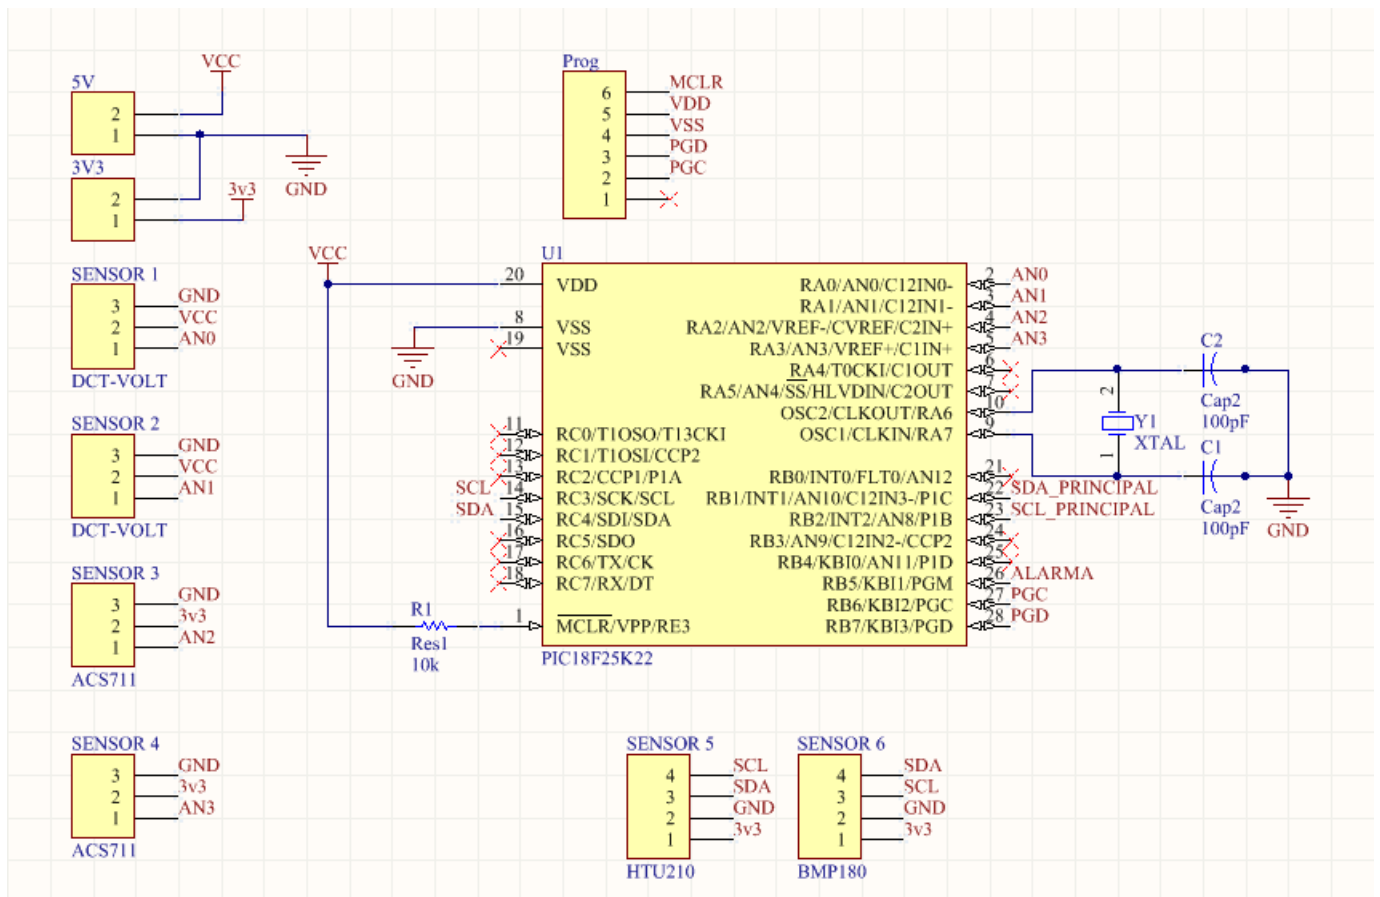 5V
VCC
2
1
GND
3V3
2
1
3v3
Prog
6 MCLR
5 VDD
4 VSS
3 PGD
2 PGC
1
SENSOR 1
3 GND
2 VCC
1 AN0
DCT-VOLT
SENSOR 2
3 GND
2 VCC
1 AN1
DCT-VOLT
SENSOR 3
3 GND
2 3v3
1 AN2
ACS711
SENSOR 4
3 GND
2 3v3
1 AN3
ACS711
VCC
GND
U1
20 VDD
8 VSS
19 VSS
11 RC0/T1OSO/T13CKI
12 RC1/T1OSI/CCP2
13 RC2/CCP1/P1A
SCL 14 RC3/SCK/SCL
SDA 15 RC4/SDI/SDA
16 RC5/SDO
17 RC6/TX/CK
18 RC7/RX/DT
1 MCLR/VPP/RE3
R1
Res1
10k
RA0/AN0/C12IN0- 2 AN0
RA1/AN1/C12IN1- 3 AN1
RA2/AN2/VREF-/CVREF/C2IN+ 4 AN2
RA3/AN3/VREF+/C1IN+ 5 AN3
RA4/T0CKI/C1OUT 6
RA5/AN4/SS/HLVDIN/C2OUT 7
OSC2/CLKOUT/RA6 10
OSC1/CLKIN/RA7 9
RB0/INT0/FLT0/AN12 21
RB1/INT1/AN10/C12IN3-/P1C 22 SDA_PRINCIPAL
RB2/INT2/AN8/P1B 23 SCL_PRINCIPAL
RB3/AN9/C12IN2-/CCP2 24
RB4/KBI0/AN11/P1D 25
RB5/KBI1/PGM 26 ALARMA
RB6/KBI2/PGC 27 PGC
RB7/KBI3/PGD 28 PGD
PIC18F25K22
2
1
Y1
XTAL
C2
Cap2
100pF
C1
Cap2
100pF
GND
SENSOR 5
4 SCL
3 SDA
2 GND
1 3v3
HTU210
SENSOR 6
4 SDA
3 SCL
2 GND
1 3v3
BMP180